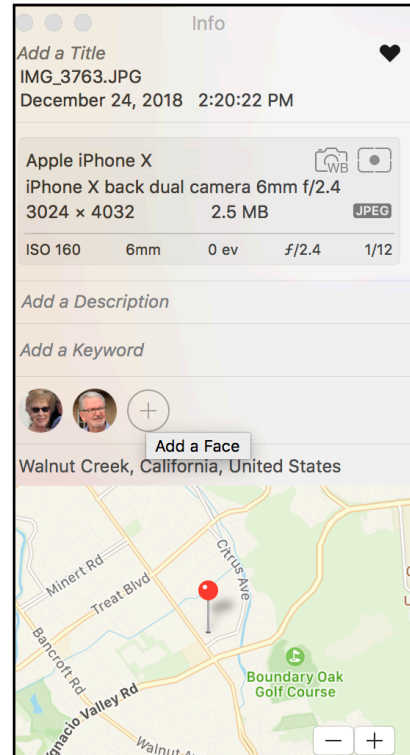 Info
Add a Title
IMG_3763.JPG
December 24, 2018 2:20:22 PM
Apple iPhone X
WB
iPhone X back dual camera 6mm f/2.4
3024 × 4032 2.5 MB JPEG
ISO 160 6mm 0 ev ƒ/2.4 1/12
Add a Description
Add a Keyword
Add a Face
Walnut Creek, California, United States
Citrus Ave
Minert Rd
Treat Blvd
Bancroft Rd
Boundary Oak
Golf Course
gnacio Valley Rd
Walnut A